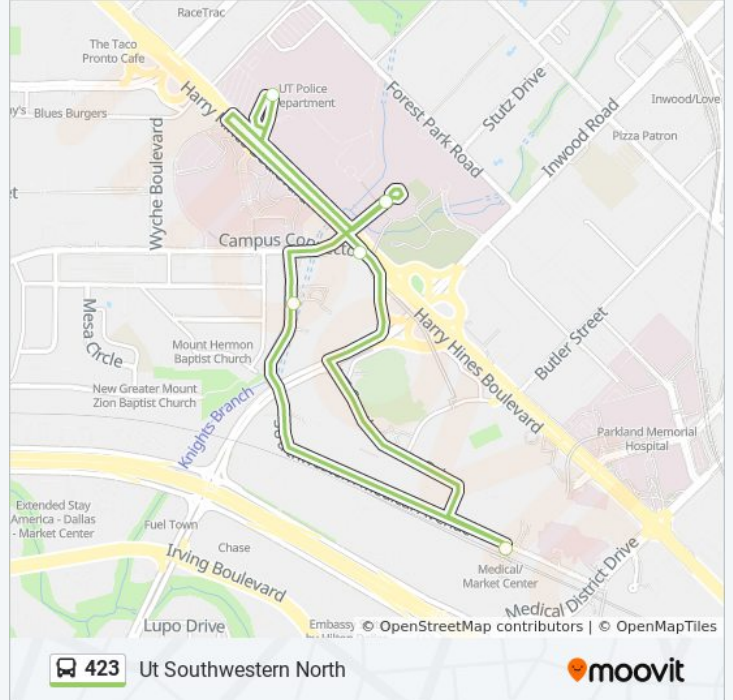 RaceTrac
The Taco
Pronto Cafe
UT Police
Department
Harry
Forest Park Road
Stutz Drive
Inwood Road
Inwood/Love
Pizza Patron
y's
Blues Burgers
Wyche Boulevard
et
Campus
Mesa Circle
Mount Hermon
Baptist Church
New Greater Mount
Zion Baptist Church
Knights Branch
Harry Hines Boulevard
Butler Street
Parkland Memorial
Hospital
Extended Stay
America - Dallas
- Market Center
Fuel Town
Chase
Irving Boulevard
Lupo Drive
Medical/
Market Center
Medical District Drive
Embassy
© OpenStreetMap contributors | © OpenMapTiles
423 Ut Southwestern North
moovit